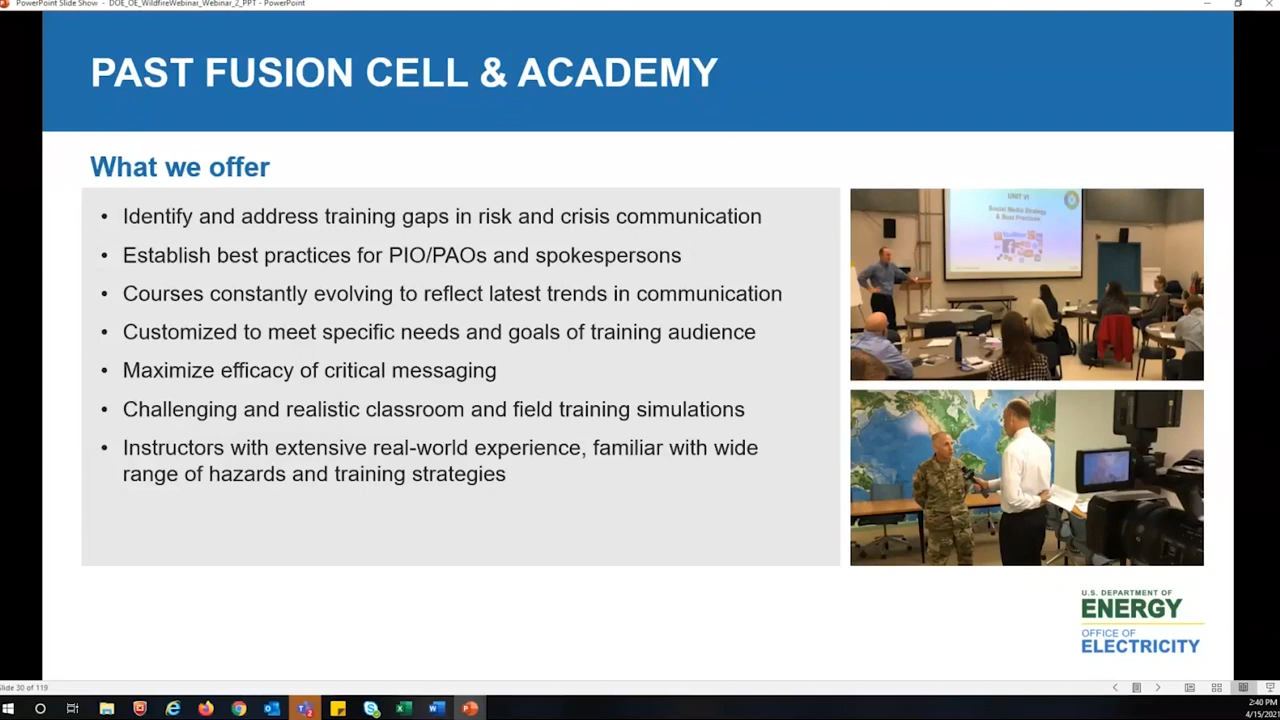 PowerPoint Slide Show - DOE_OE_WildfireWebinar_Webinar_2_PPT - PowerPoint
PAST FUSION CELL & ACADEMY
What we offer
• Identify and address training gaps in risk and crisis communication
• Establish best practices for PIO/PAOs and spokespersons
• Courses constantly evolving to reflect latest trends in communication
• Customized to meet specific needs and goals of training audience
• Maximize efficacy of critical messaging
• Challenging and realistic classroom and field training simulations
• Instructors with extensive real-world experience, familiar with wide
range of hazards and training strategies
UNIT VI
Social Media Strategy
& Best Practices
U.S. DEPARTMENT OF
ENERGY
OFFICE OF
ELECTRICITY
Slide 30 of 119
2:40 PM
4/15/202